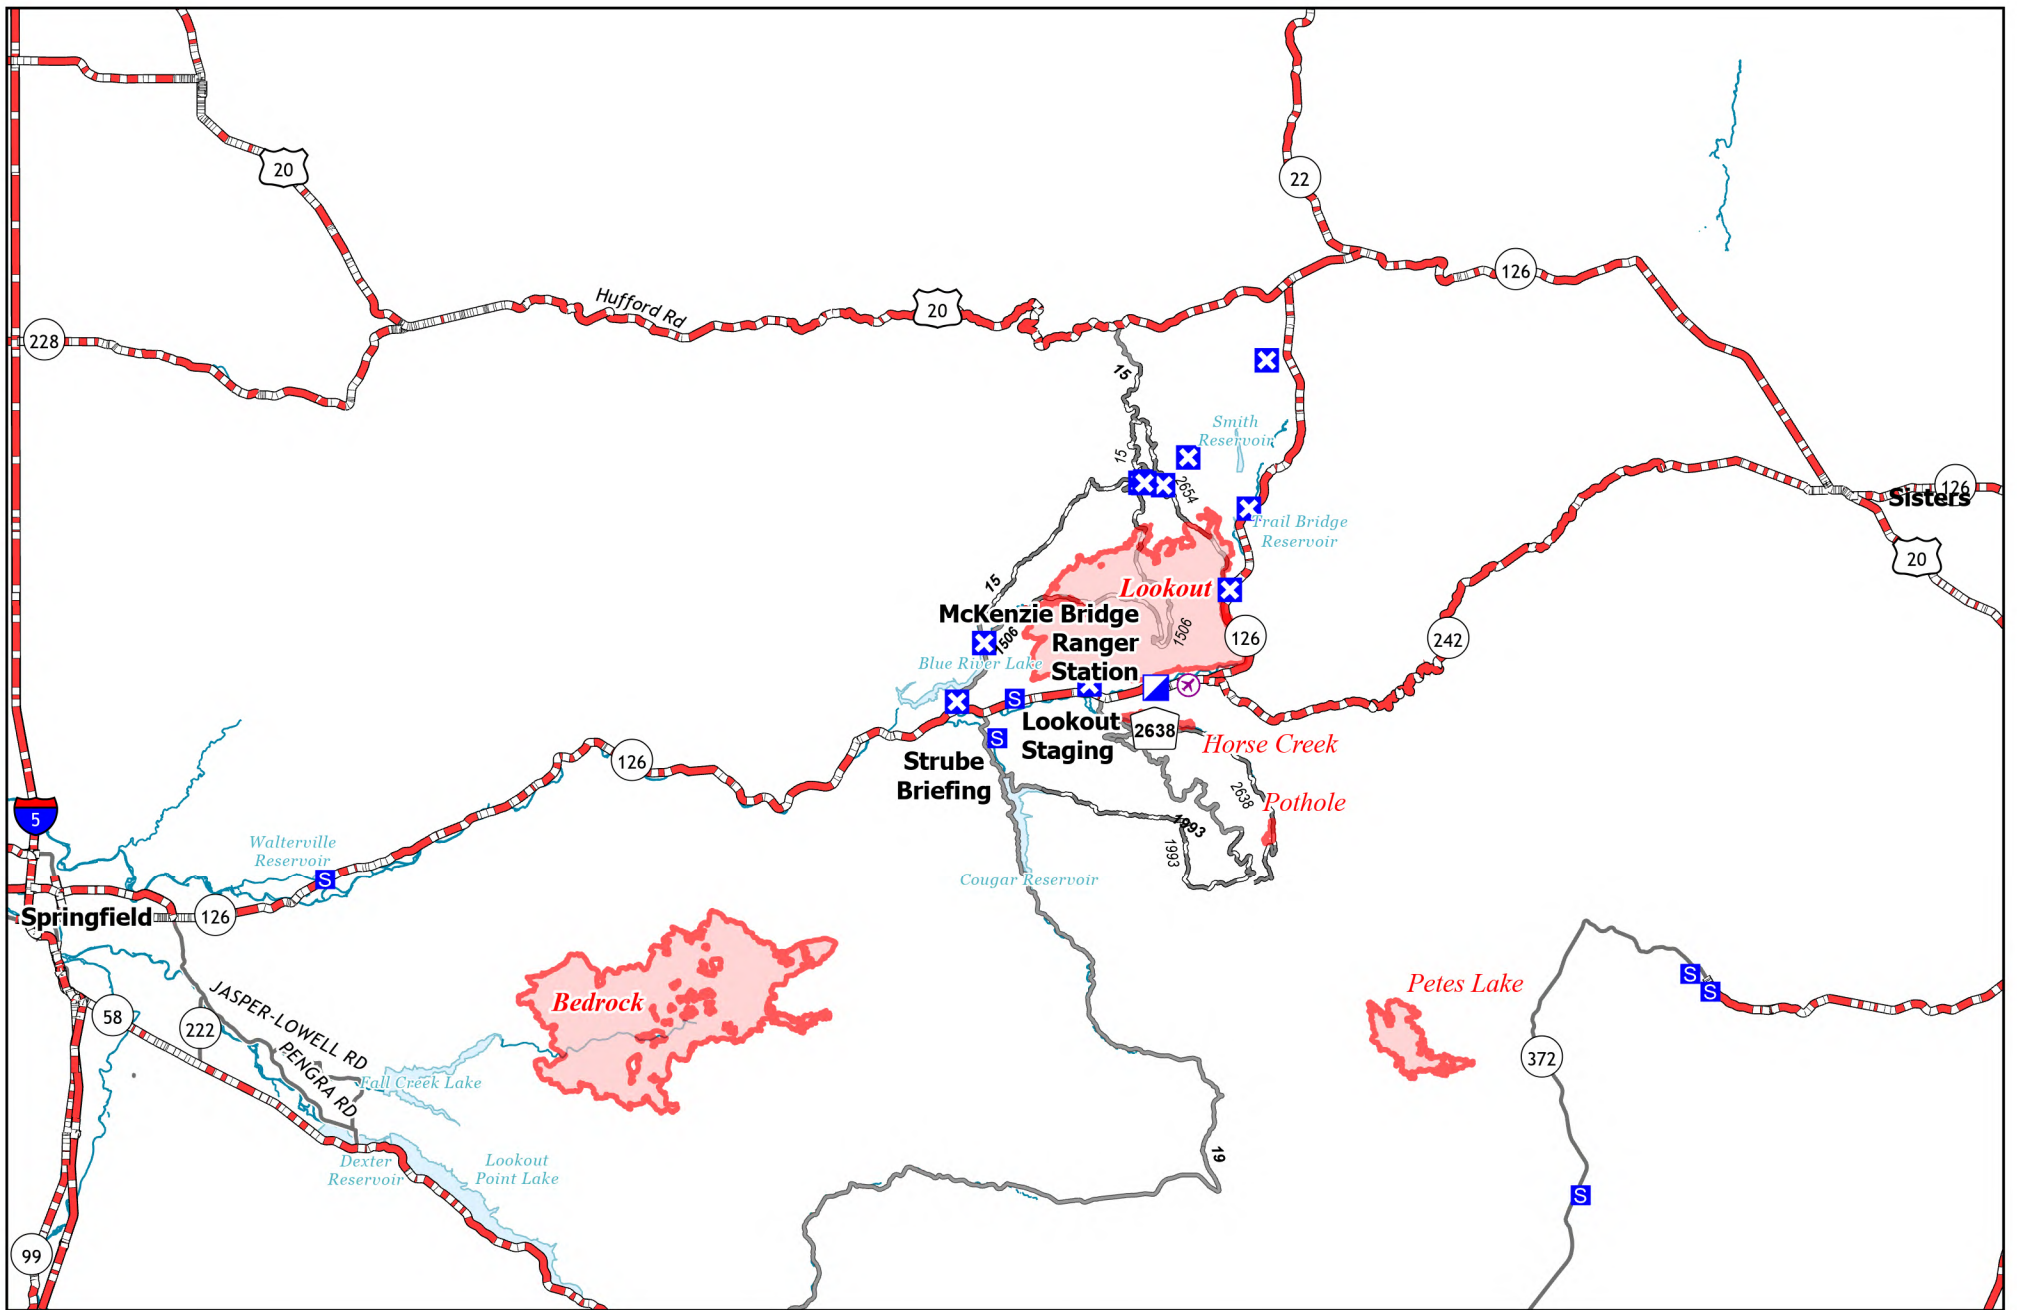 20
22
126
Hufford Rd
20
228
15
Smith
Reservoir
15
2654
126
Sisters
Trail Bridge
Reservoir
20
15
Lookout
McKenzie Bridge
Ranger
Station
1506
1506
126
242
Blue River Lake
S
Lookout
Staging
2638
S
Horse Creek
Strube
Briefing
126
2638
Pothole
5
1993
1993
Walterville
Reservoir
S
Cougar Reservoir
Springfield
126
S
S
Petes Lake
Bedrock
JASPER-LOWELL RD
58
222
PENGRA RD
372
Fall Creek Lake
19
Dexter
Reservoir
Lookout
Point Lake
S
99